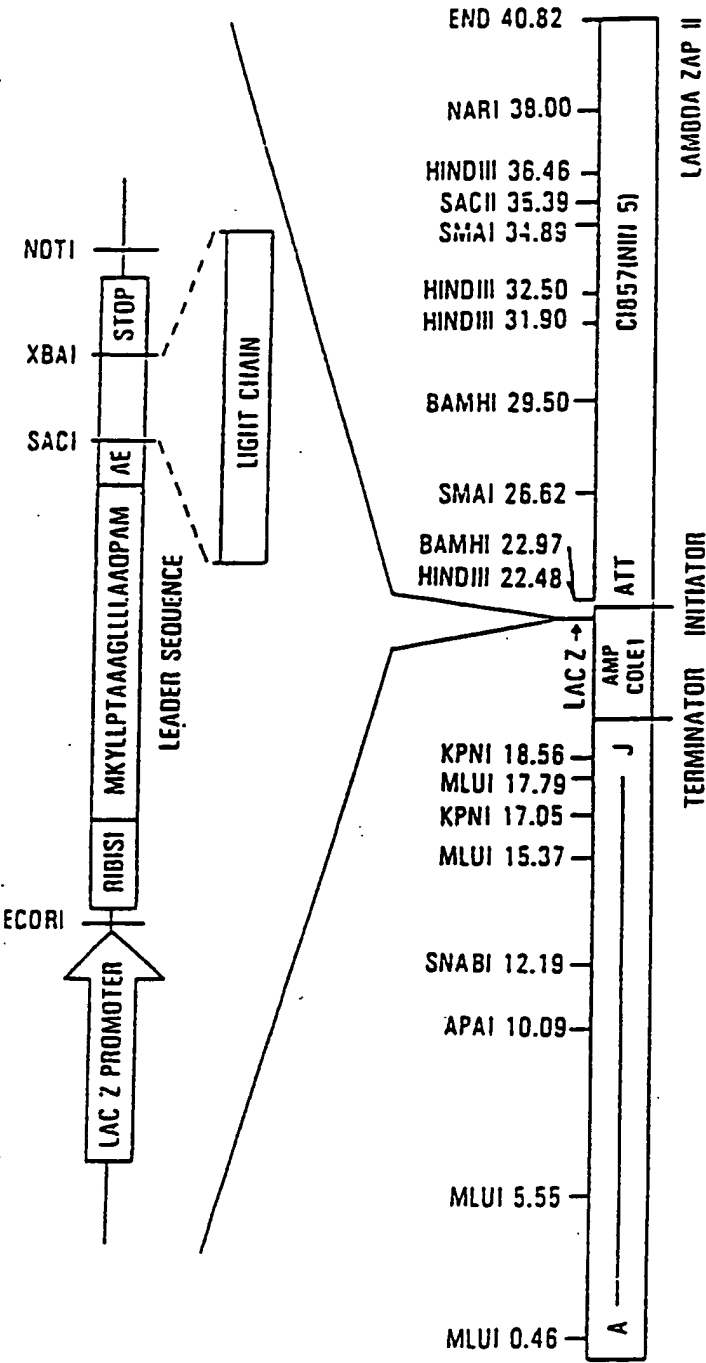 END 40.82
NARI 38.00
HINDIII 36.46
SACII 35.39
SMAI 34.89
HINDIII 32.50
HINDIII 31.90
BAMHI 29.50
SMAI 26.62
BAMHI 22.97
HINDIII 22.48
LAC Z →
KPNI 18.56
MLUI 17.79
KPNI 17.05
MLUI 15.37
SNABI 12.19
APAI 10.09
MLUI 5.55
MLUI 0.46
LAMBDA ZAP II
CI857(NIN 5)
ATT
INITIATOR
AMP
COLE1
TERMINATOR
J
A
NOTI
STOP
XBAI
SACI
AE
LIGHT CHAIN
MKYLLPTAAAGLLLLAAQPAM
LEADER SEQUENCE
RIBISI
ECORI
LAC Z PROMOTER